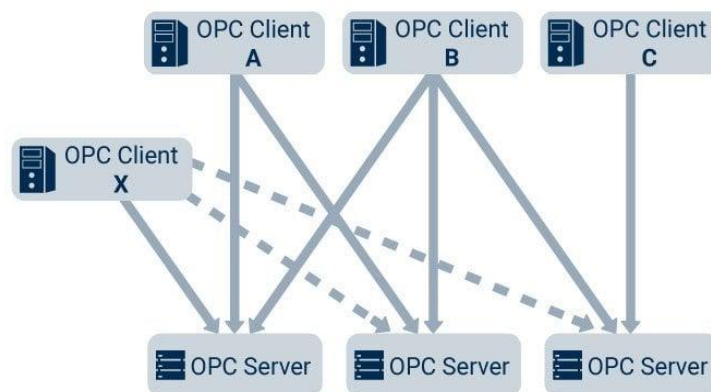 OPC Client
A
OPC Client
B
OPC Client
C
OPC Client
X
OPC Server
OPC Server
OPC Server